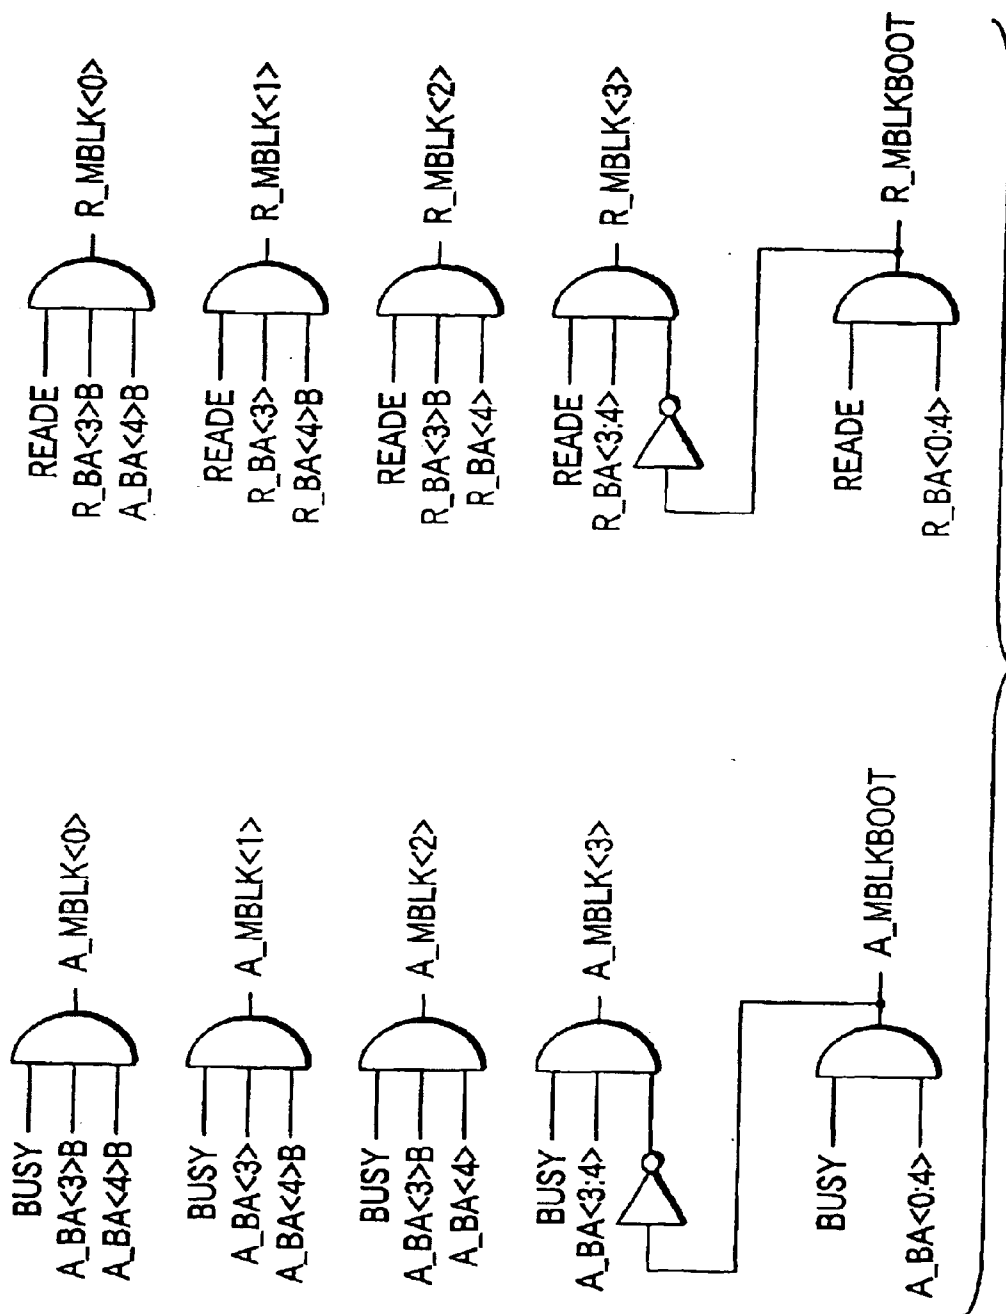 BUSY
A_BA<3>B
A_BA<4>B
A_MBLK<0>
BUSY
A_BA<3>
A_BA<4>B
A_MBLK<1>
BUSY
A_BA<3>B
A_BA<4>
A_MBLK<2>
BUSY
A_BA<3:4>
A_MBLK<3>
BUSY
A_BA<0:4>
A_MBLKBOOT
READE
R_BA<3>B
A_BA<4>B
R_MBLK<0>
READE
R_BA<3>
R_BA<4>B
R_MBLK<1>
READE
R_BA<3>B
R_BA<4>
R_MBLK<2>
READE
R_BA<3:4>
R_MBLK<3>
READE
R_BA<0:4>
R_MBLKBOOT